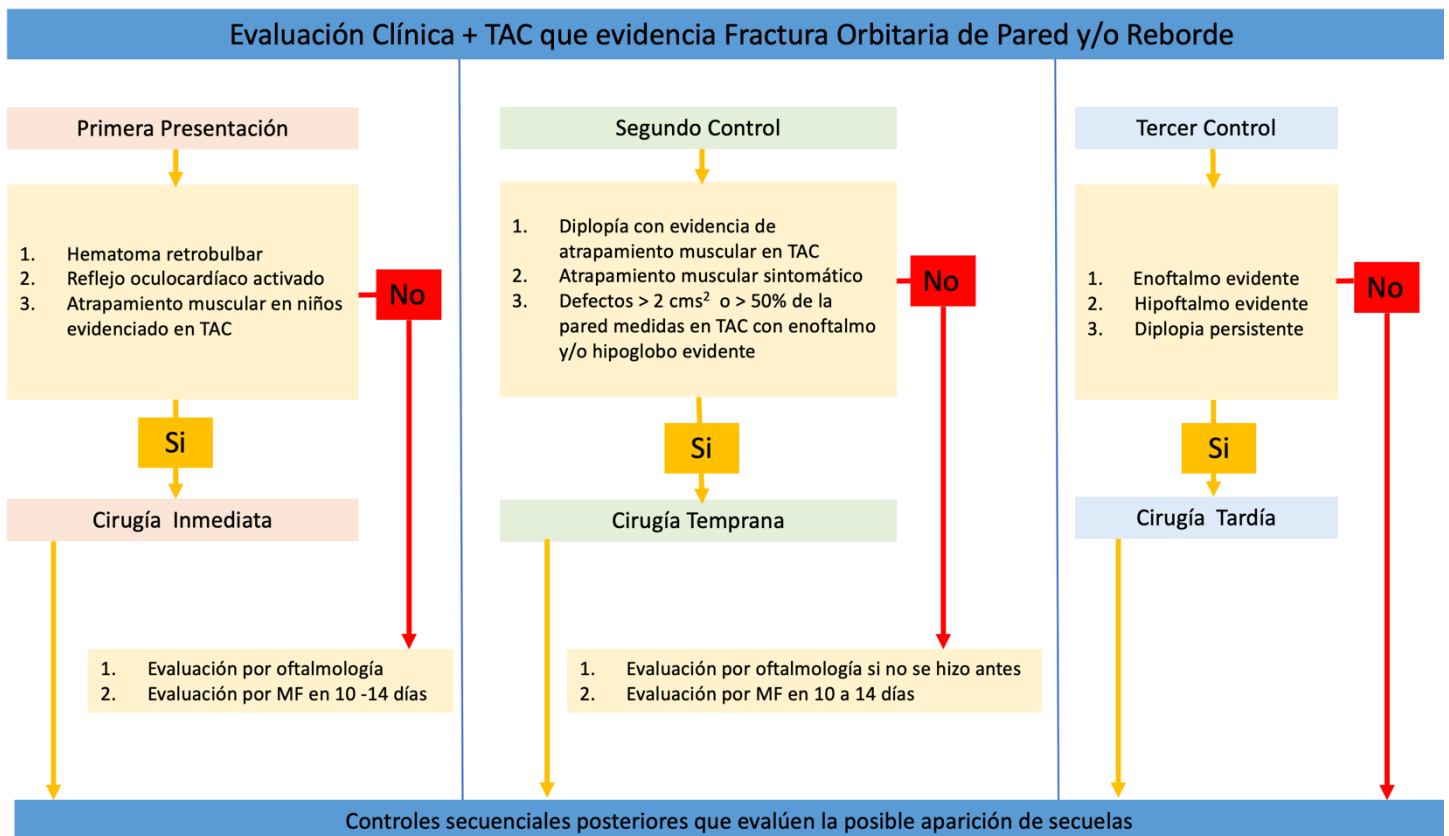 Evaluación Clínica + TAC que evidencia Fractura Orbitaria de Pared y/o Reborde
Primera Presentación
1. Hematoma retrobulbar
2. Reflejo oculocardíaco activado
3. Atrapamiento muscular en niños
evidenciado en TAC
No
Si
Cirugía Inmediata
1. Evaluación por oftalmología
2. Evaluación por MF en 10 -14 días
Segundo Control
1. Diplopía con evidencia de
atrapamiento muscular en TAC
2. Atrapamiento muscular sintomático
3. Defectos > 2 cms² o > 50% de la
pared medidas en TAC con enoftalmo
y/o hipoglobo evidente
No
Si
Cirugía Temprana
1. Evaluación por oftalmología si no se hizo antes
2. Evaluación por MF en 10 a 14 días
Tercer Control
1. Enoftalmo evidente
2. Hipoftalmo evidente
3. Diplopia persistente
No
Si
Cirugía Tardía
Controles secuenciales posteriores que evalúen la posible aparición de secuelas